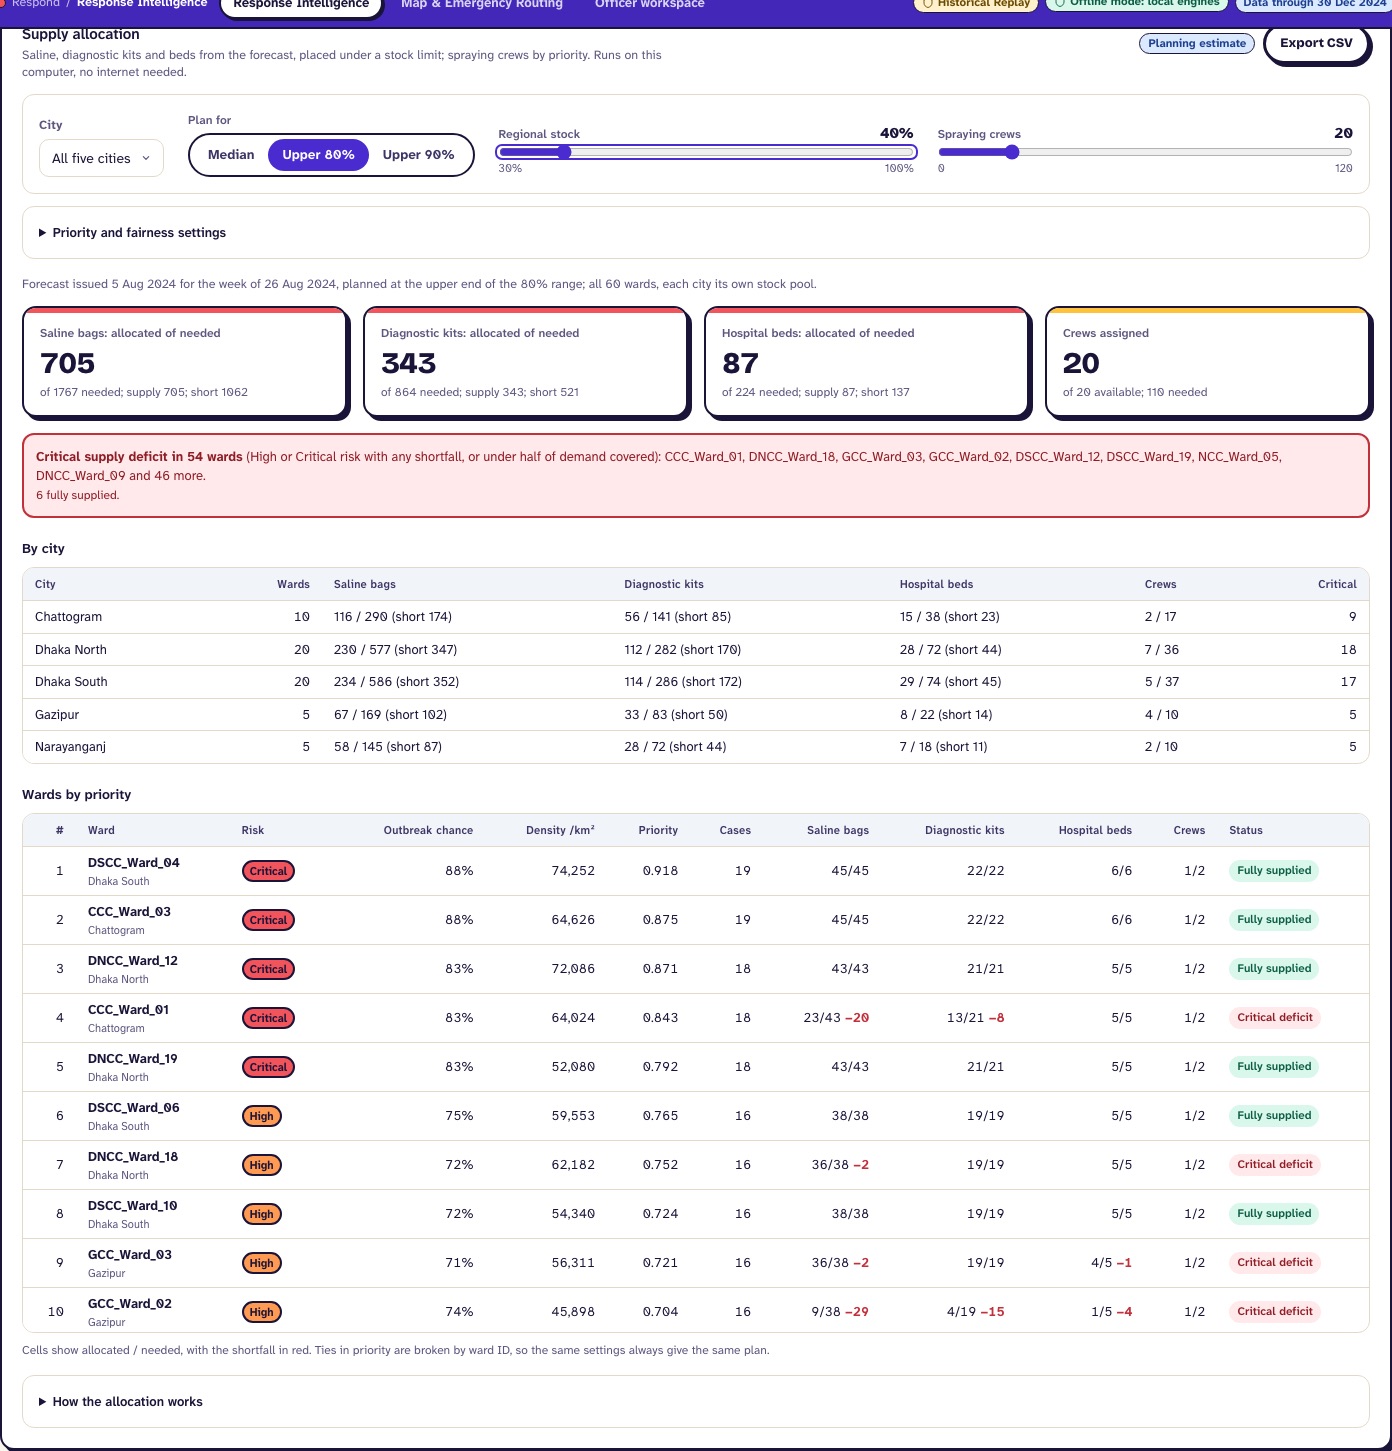 Respond / Response Intelligence
Response Intelligence
Map & Emergency Routing
Officer workspace
Historical Replay
Offline mode: local engines
Data through 30 Dec 2024
Supply allocation
Saline, diagnostic kits and beds from the forecast, placed under a stock limit; spraying crews by priority. Runs on this
computer, no internet needed.
Planning estimate
Export CSV
City
All five cities
Plan for
Median
Upper 80%
Upper 90%
Regional stock
40%
30%
100%
Spraying crews
20
0
120
▶ Priority and fairness settings
Forecast issued 5 Aug 2024 for the week of 26 Aug 2024, planned at the upper end of the 80% range; all 60 wards, each city its own stock pool.
Saline bags: allocated of needed
705
of 1767 needed; supply 705; short 1062
Diagnostic kits: allocated of needed
343
of 864 needed; supply 343; short 521
Hospital beds: allocated of needed
87
of 224 needed; supply 87; short 137
Crews assigned
20
of 20 available; 110 needed
Critical supply deficit in 54 wards (High or Critical risk with any shortfall, or under half of demand covered): CCC_Ward_01, DNCC_Ward_18, GCC_Ward_03, GCC_Ward_02, DSCC_Ward_12, DSCC_Ward_19, NCC_Ward_05,
DNCC_Ward_09 and 46 more.
6 fully supplied.
By city
City Wards Saline bags Diagnostic kits Hospital beds Crews Critical
Chattogram 10 116 / 290 (short 174) 56 / 141 (short 85) 15 / 38 (short 23) 2 / 17 9
Dhaka North 20 230 / 577 (short 347) 112 / 282 (short 170) 28 / 72 (short 44) 7 / 36 18
Dhaka South 20 234 / 586 (short 352) 114 / 286 (short 172) 29 / 74 (short 45) 5 / 37 17
Gazipur 5 67 / 169 (short 102) 33 / 83 (short 50) 8 / 22 (short 14) 4 / 10 5
Narayanganj 5 58 / 145 (short 87) 28 / 72 (short 44) 7 / 18 (short 11) 2 / 10 5
Wards by priority
# Ward Risk Outbreak chance Density /km² Priority Cases Saline bags Diagnostic kits Hospital beds Crews Status
1 DSCC_Ward_04 Critical 88% 74,252 0.918 19 45/45 22/22 6/6 1/2 Fully supplied
Dhaka South
2 CCC_Ward_03 Critical 88% 64,626 0.875 19 45/45 22/22 6/6 1/2 Fully supplied
Chattogram
3 DNCC_Ward_12 Critical 83% 72,086 0.871 18 43/43 21/21 5/5 1/2 Fully supplied
Dhaka North
4 CCC_Ward_01 Critical 83% 64,024 0.843 18 23/43 −20 13/21 −8 5/5 1/2 Critical deficit
Chattogram
5 DNCC_Ward_19 Critical 83% 52,080 0.792 18 43/43 21/21 5/5 1/2 Fully supplied
Dhaka North
6 DSCC_Ward_06 High 75% 59,553 0.765 16 38/38 19/19 5/5 1/2 Fully supplied
Dhaka South
7 DNCC_Ward_18 High 72% 62,182 0.752 16 36/38 −2 19/19 5/5 1/2 Critical deficit
Dhaka North
8 DSCC_Ward_10 High 72% 54,340 0.724 16 38/38 19/19 5/5 1/2 Fully supplied
Dhaka South
9 GCC_Ward_03 High 71% 56,311 0.721 16 36/38 −2 19/19 4/5 −1 1/2 Critical deficit
Gazipur
10 GCC_Ward_02 High 74% 45,898 0.704 16 9/38 −29 4/19 −15 1/5 −4 1/2 Critical deficit
Gazipur
Cells show allocated / needed, with the shortfall in red. Ties in priority are broken by ward ID, so the same settings always give the same plan.
▶ How the allocation works